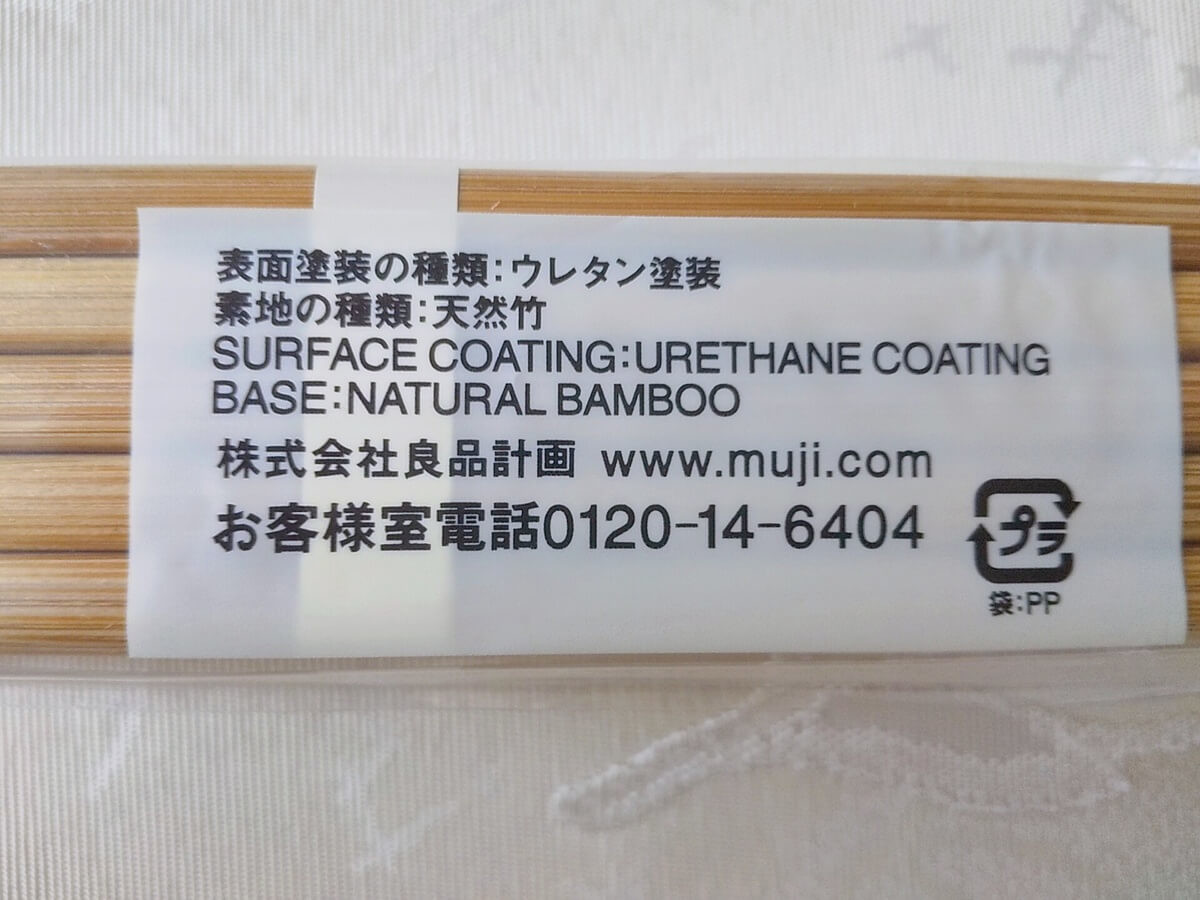 表面塗装の種類:ウレタン塗装
素地の種類:天然竹
SURFACE COATING:URETHANE COATING
BASE:NATURAL BAMBOO
株式会社良品計画 www.muji.com
お客様室電話0120-14-6404
プラ
袋:PP